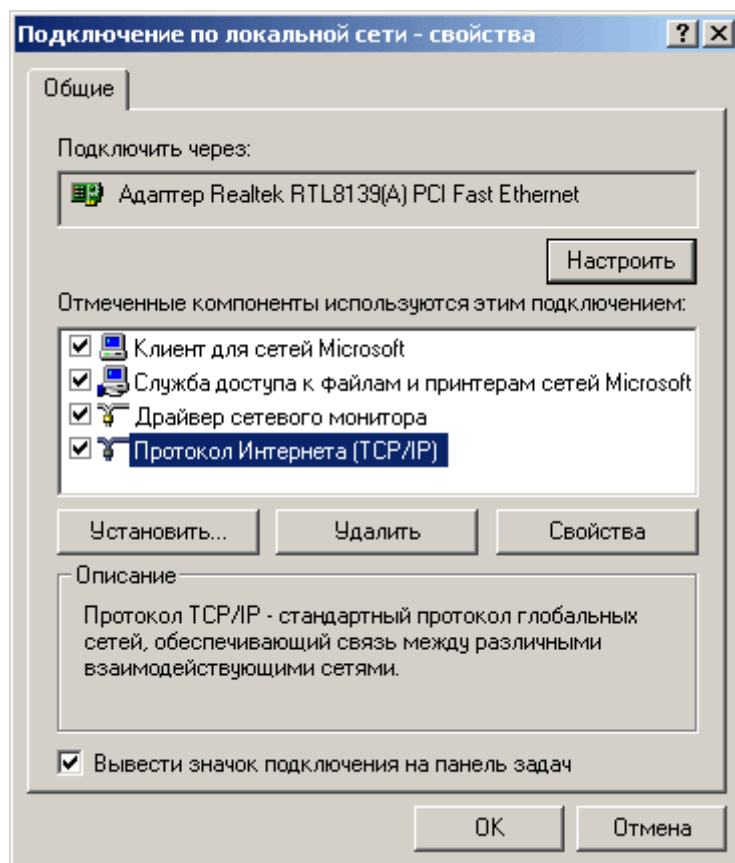 Подключение по локальной сети - свойства
Общие
Подключить через:
Адаптер Realtek RTL8139(A) PCI Fast Ethernet
Настроить
Отмеченные компоненты используются этим подключением:
Клиент для сетей Microsoft
Служба доступа к файлам и принтерам сетей Microsoft
Драйвер сетевого монитора
Протокол Интернета (TCP/IP)
Установить... Удалить Свойства
Описание
Протокол TCP/IP - стандартный протокол глобальных
сетей, обеспечивающий связь между различными
взаимодействующими сетями.
Вывести значок подключения на панель задач
OK Отмена